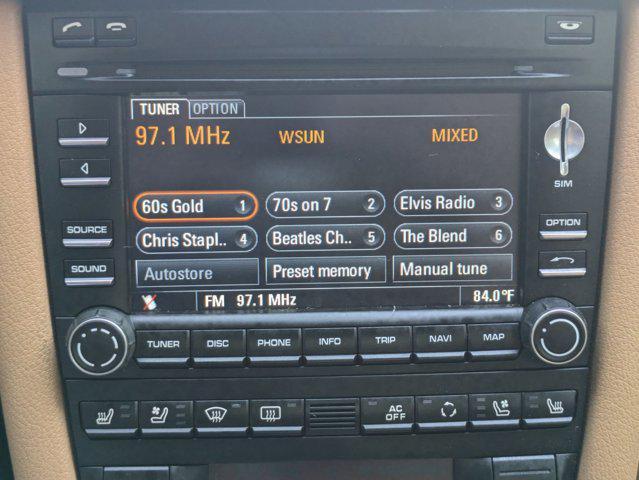 TUNER OPTION
97.1 MHz WSUN MIXED
60s Gold 1 70s on 7 2 Elvis Radio 3
Chris Stapl.. 4 Beatles Ch.. 5 The Blend 6
Autostore Preset memory Manual tune
FM 97.1 MHz 84.0°F
SIM
SOURCE
OPTION
SOUND
TUNER DISC PHONE INFO TRIP NAVI MAP
AC
OFF